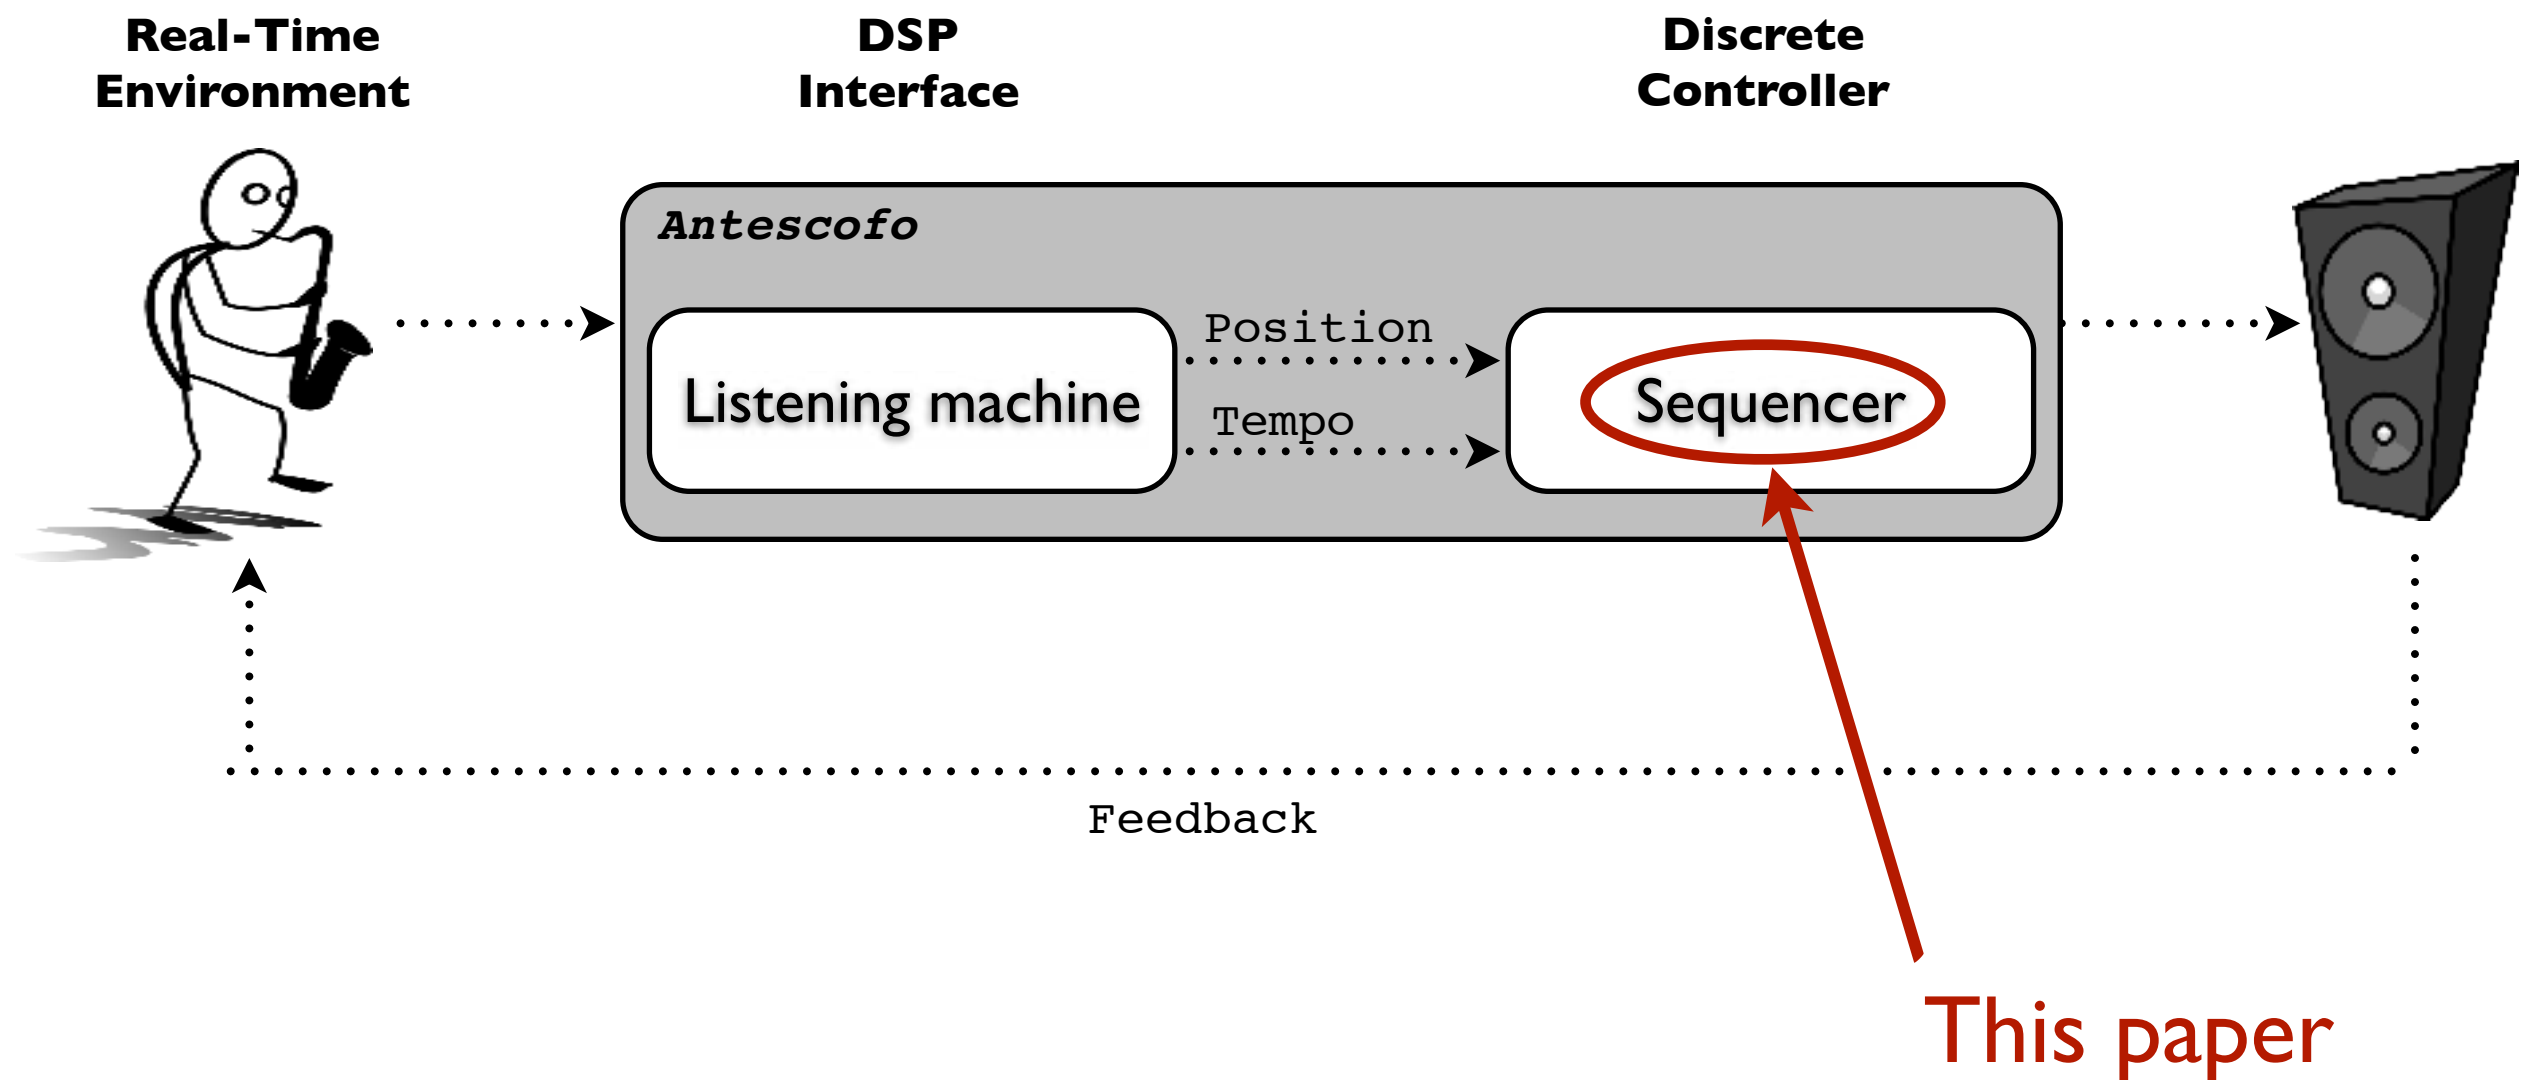 Real-Time
Environment
DSP
Interface
Discrete
Controller
Antescofo
Listening machine
Position
Tempo
Sequencer
Feedback
This paper